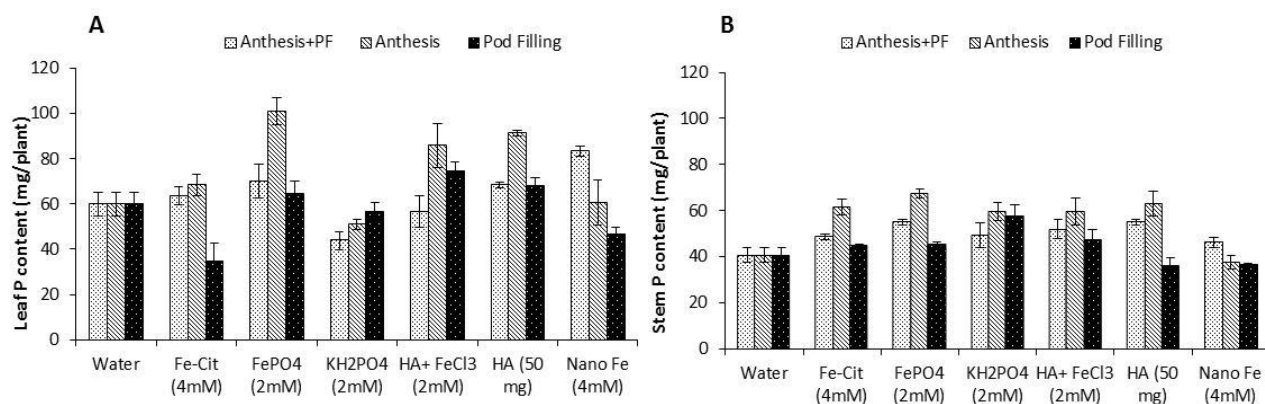 A
Anthesis+PF Anthesis Pod Filling
Leaf P content (mg/plant)
120
100
80
60
40
20
0
Water Fe-Cit (4mM) FePO4 (2mM) KH2PO4 (2mM) HA+ FeCl3 (2mM) HA (50 mg) Nano Fe (4mM)
B
Anthesis+PF Anthesis Pod Filling
Stem P content (mg/plant)
120
100
80
60
40
20
0
Water Fe-Cit (4mM) FePO4 (2mM) KH2PO4 (2mM) HA+ FeCl3 (2mM) HA (50 mg) Nano Fe (4mM)